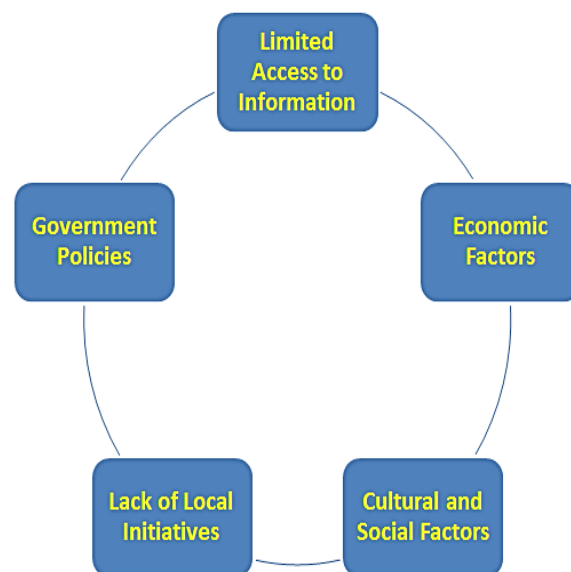 Limited
Access to
Information
Economic
Factors
Cultural and
Social Factors
Lack of Local
Initiatives
Government
Policies